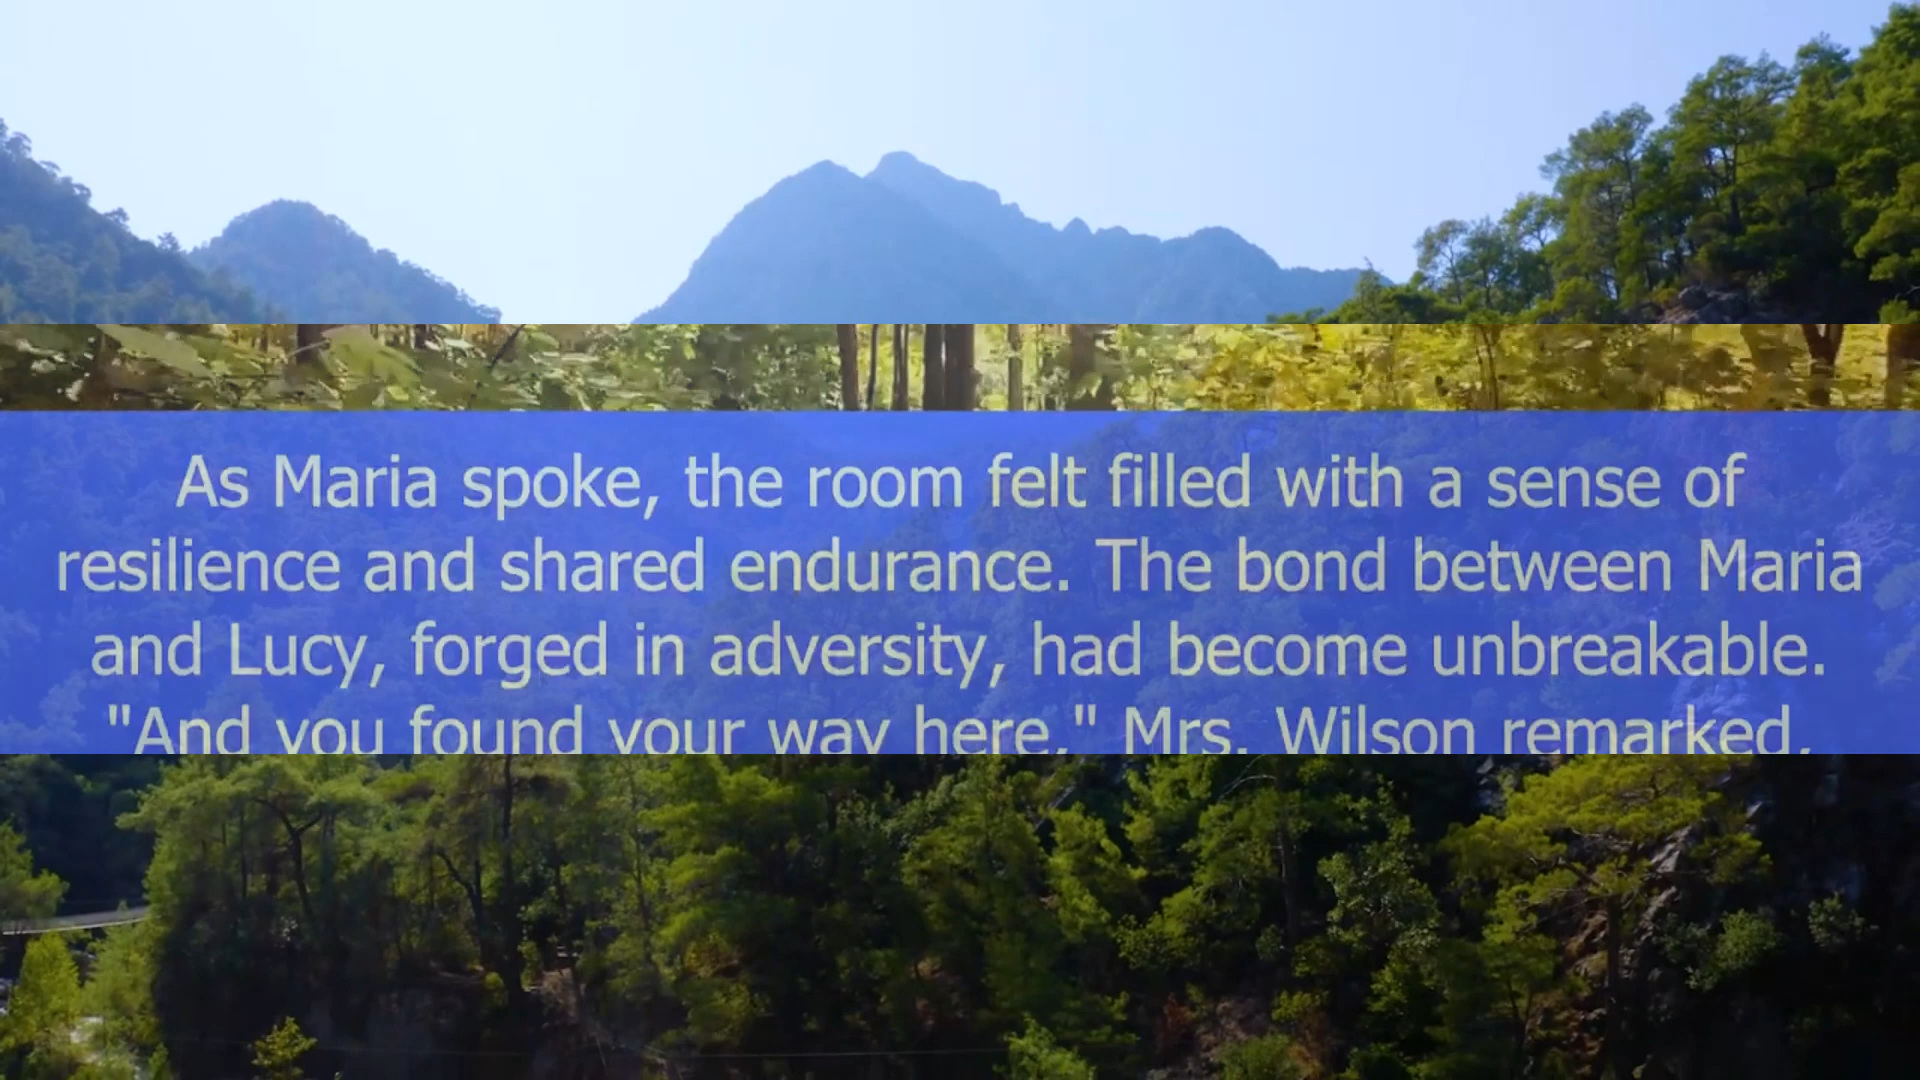 As Maria spoke, the room felt filled with a sense of
resilience and shared endurance. The bond between Maria
and Lucy, forged in adversity, had become unbreakable.
"And you found your way here," Mrs. Wilson remarked,